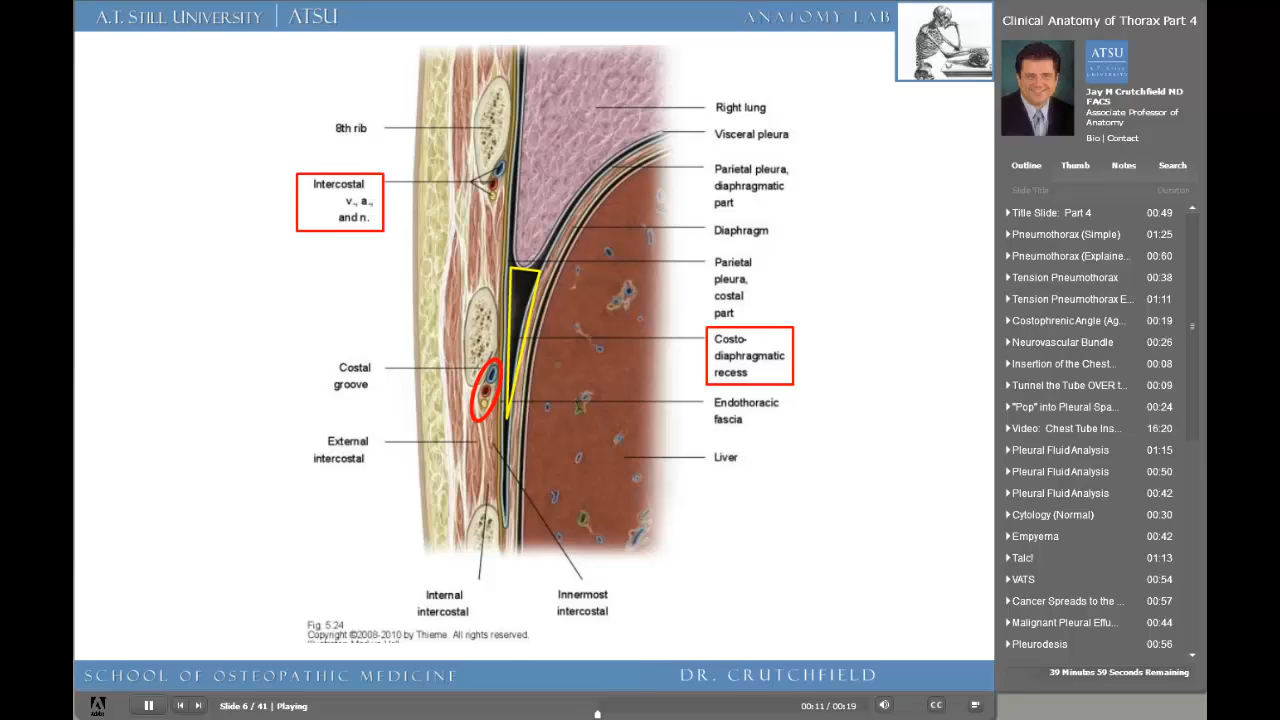 A.T. STILL UNIVERSITY | ATSU
ANATOMY LAB
8th rib
Intercostal
v., a.,
and n.
Costal
groove
External
intercostal
Internal
intercostal
Innermost
intercostal
Right lung
Visceral pleura
Parietal pleura,
diaphragmatic
part
Diaphragm
Parietal
pleura,
costal
part
Costo-
diaphragmatic
recess
Endothoracic
fascia
Liver
Fig. 5.24
Copyright ©2008-2010 by Thieme. All rights reserved.
SCHOOL OF OSTEOPATHIC MEDICINE
DR. CRUTCHFIELD
Adobe
Slide 6 / 41 | Playing
00:11 / 00:19
CC
Clinical Anatomy of Thorax Part 4
ATSU
A.T. STILL
UNIVERSITY
Jay M Crutchfield MD
FACS
Associate Professor of
Anatomy
Bio | Contact
Outline Thumb Notes Search
Slide Title Duration
Title Slide: Part 4 00:49
Pneumothorax (Simple) 01:25
Pneumothorax (Explaine... 00:60
Tension Pneumothorax 00:38
Tension Pneumothorax E... 01:11
Costophrenic Angle (Ag... 00:19
Neurovascular Bundle 00:26
Insertion of the Chest... 00:08
Tunnel the Tube OVER t... 00:09
"Pop" into Pleural Spa... 00:24
Video: Chest Tube Ins... 16:20
Pleural Fluid Analysis 01:15
Pleural Fluid Analysis 00:50
Pleural Fluid Analysis 00:42
Cytology (Normal) 00:30
Empyema 00:42
Talc! 01:13
VATS 00:54
Cancer Spreads to the ... 00:57
Malignant Pleural Effu... 00:44
Pleurodesis 00:56
39 Minutes 59 Seconds Remaining